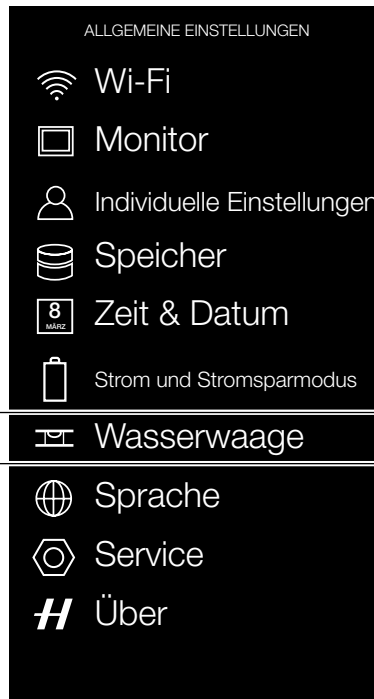 ALLGEMEINE EINSTELLUNGEN
Wi-Fi
Monitor
Individuelle Einstellungen
Speicher
8
MÄRZ
Zeit & Datum
Strom und Stromsparmodus
Wasserwaage
Sprache
Service
Über